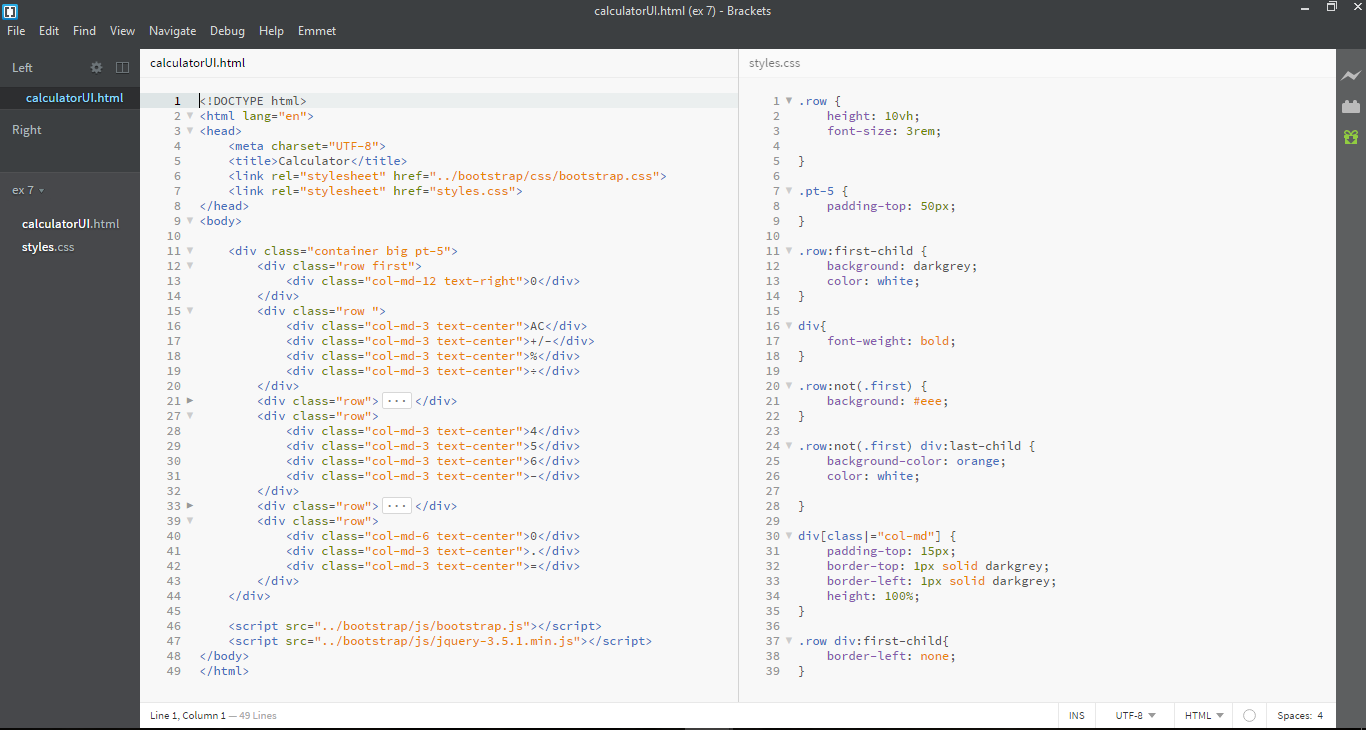 calculatorUI.html (ex 7) - Brackets
File Edit Find View Navigate Debug Help Emmet
Left
calculatorUI.html
Right
ex 7
calculatorUI.html
styles.css
calculatorUI.html
1 <!DOCTYPE html>
2 <html lang="en">
3 <head>
4 <meta charset="UTF-8">
5 <title>Calculator</title>
6 <link rel="stylesheet" href="../bootstrap/css/bootstrap.css">
7 <link rel="stylesheet" href="styles.css">
8 </head>
9 <body>
10
11 <div class="container big pt-5">
12 <div class="row first">
13 <div class="col-md-12 text-right">0</div>
14 </div>
15 <div class="row ">
16 <div class="col-md-3 text-center">AC</div>
17 <div class="col-md-3 text-center">+/-</div>
18 <div class="col-md-3 text-center">%</div>
19 <div class="col-md-3 text-center">÷</div>
20 </div>
21 <div class="row"> ... </div>
27 <div class="row">
28 <div class="col-md-3 text-center">4</div>
29 <div class="col-md-3 text-center">5</div>
30 <div class="col-md-3 text-center">6</div>
31 <div class="col-md-3 text-center">-</div>
32 </div>
33 <div class="row"> ... </div>
39 <div class="row">
40 <div class="col-md-6 text-center">0</div>
41 <div class="col-md-3 text-center">.</div>
42 <div class="col-md-3 text-center">=</div>
43 </div>
44 </div>
45
46 <script src="../bootstrap/js/bootstrap.js"></script>
47 <script src="../bootstrap/js/jquery-3.5.1.min.js"></script>
48 </body>
49 </html>
styles.css
1 .row {
2 height: 10vh;
3 font-size: 3rem;
4
5 }
6
7 .pt-5 {
8 padding-top: 50px;
9 }
10
11 .row:first-child {
12 background: darkgrey;
13 color: white;
14 }
15
16 div{
17 font-weight: bold;
18 }
19
20 .row:not(.first) {
21 background: #eee;
22 }
23
24 .row:not(.first) div:last-child {
25 background-color: orange;
26 color: white;
27
28 }
29
30 div[class|="col-md"] {
31 padding-top: 15px;
32 border-top: 1px solid darkgrey;
33 border-left: 1px solid darkgrey;
34 height: 100%;
35 }
36
37 .row div:first-child{
38 border-left: none;
39 }
Line 1, Column 1 — 49 Lines
INS UTF-8 HTML Spaces: 4